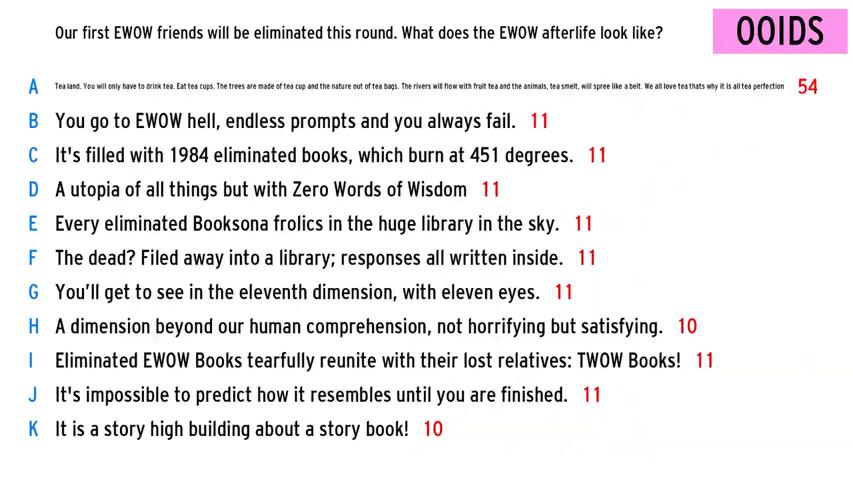 Our first EWOW friends will be eliminated this round. What does the EWOW afterlife look like?
OOIDS
A Tea land. You will only have to drink tea. Eat tea cups. The trees are made of tea cup and the nature out of tea bags. The rivers will flow with fruit tea and the animals, tea smelt, will spree like a belt. We all love tea thats why it is all tea perfection 54
B You go to EWOW hell, endless prompts and you always fail. 11
C It's filled with 1984 eliminated books, which burn at 451 degrees. 11
D A utopia of all things but with Zero Words of Wisdom 11
E Every eliminated Booksona frolics in the huge library in the sky. 11
F The dead? Filed away into a library; responses all written inside. 11
G You’ll get to see in the eleventh dimension, with eleven eyes. 11
H A dimension beyond our human comprehension, not horrifying but satisfying. 10
I Eliminated EWOW Books tearfully reunite with their lost relatives: TWOW Books! 11
J It's impossible to predict how it resembles until you are finished. 11
K It is a story high building about a story book! 10